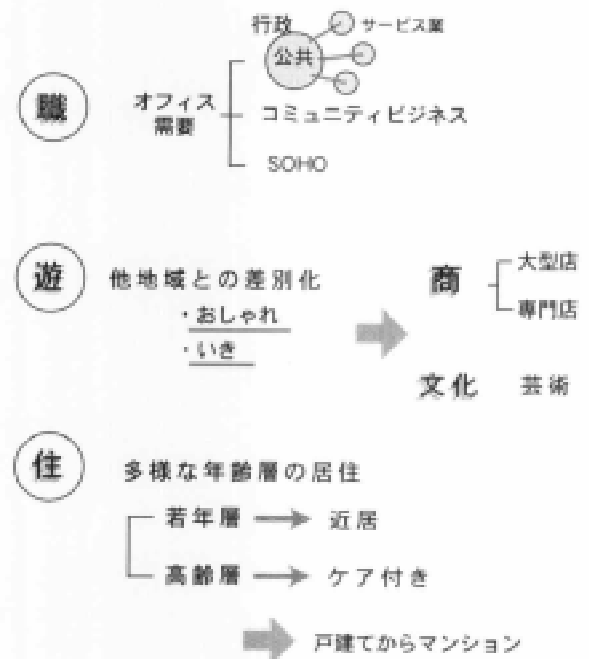 行政
サービス業
公共
職
オフィス
需要
コミュニティビジネス
SOHO
遊
他地域との差別化
・おしゃれ
・いき
商
大型店
専門店
文化 芸術
住
多様な年齢層の居住
若年層 → 近居
高齢層 → ケア付き
戸建てからマンション